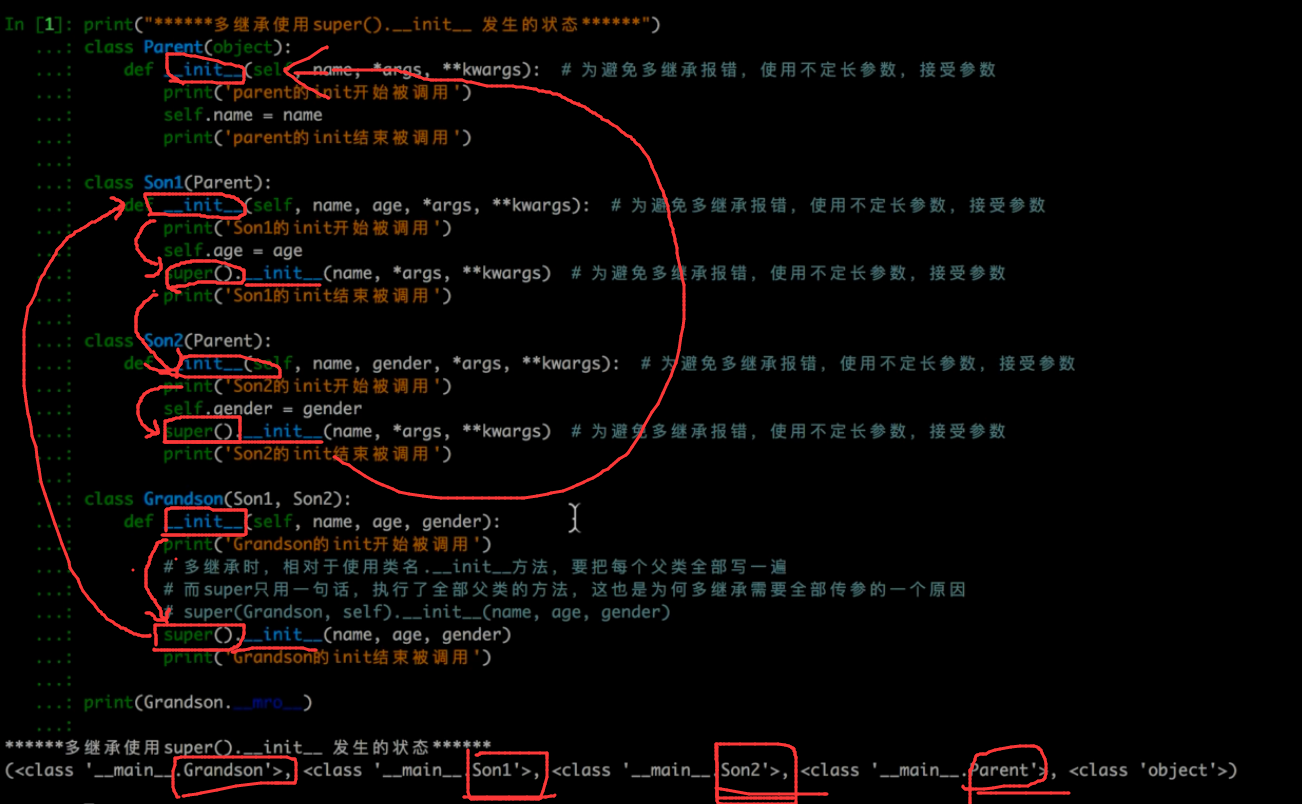 In [1]: print("******多继承使用super().__init__ 发生的状态******")
...: class Parent(object):
...:     def __init__(self, name, *args, **kwargs):  # 为避免多继承报错，使用不定长参数，接受参数
...:         print('parent的init开始被调用')
...:         self.name = name
...:         print('parent的init结束被调用')
...:
...: class Son1(Parent):
...:     def __init__(self, name, age, *args, **kwargs):  # 为避免多继承报错，使用不定长参数，接受参数
...:         print('Son1的init开始被调用')
...:         self.age = age
...:         super().__init__(name, *args, **kwargs)  # 为避免多继承报错，使用不定长参数，接受参数
...:         print('Son1的init结束被调用')
...:
...: class Son2(Parent):
...:     def __init__(self, name, gender, *args, **kwargs):  # 为避免多继承报错，使用不定长参数，接受参数
...:         print('Son2的init开始被调用')
...:         self.gender = gender
...:         super().__init__(name, *args, **kwargs)  # 为避免多继承报错，使用不定长参数，接受参数
...:         print('Son2的init结束被调用')
...:
...: class Grandson(Son1, Son2):
...:     def __init__(self, name, age, gender):
...:         print('Grandson的init开始被调用')
...:         # 多继承时，相对于使用类名.__init__方法，要把每个父类全部写一遍
...:         # 而super只用一句话，执行了全部父类的方法，这也是为何多继承需要全部传参的一个原因
...:         # super(Grandson, self).__init__(name, age, gender)
...:         super().__init__(name, age, gender)
...:         print('Grandson的init结束被调用')
...:
...: print(Grandson.__mro__)
...:
******多继承使用super().__init__ 发生的状态******
(<class '__main__.Grandson'>, <class '__main__.Son1'>, <class '__main__.Son2'>, <class '__main__.Parent'>, <class 'object'>)